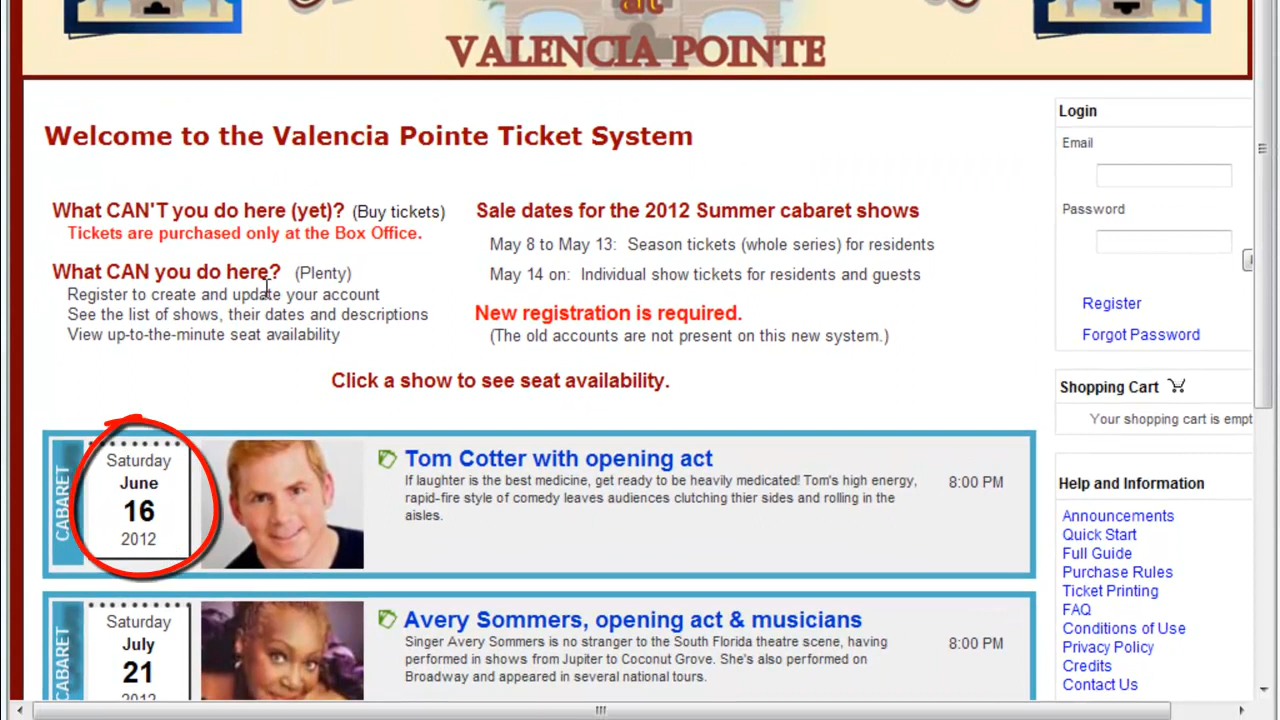 at
VALENCIA POINTE
Welcome to the Valencia Pointe Ticket System
What CAN'T you do here (yet)? (Buy tickets)
Tickets are purchased only at the Box Office.
What CAN you do here? (Plenty)
Register to create and update your account
See the list of shows, their dates and descriptions
View up-to-the-minute seat availability
Sale dates for the 2012 Summer cabaret shows
May 8 to May 13: Season tickets (whole series) for residents
May 14 on: Individual show tickets for residents and guests
New registration is required.
(The old accounts are not present on this new system.)
Click a show to see seat availability.
CABARET
Saturday
June
16
2012
Tom Cotter with opening act
If laughter is the best medicine, get ready to be heavily medicated! Tom's high energy,
rapid-fire style of comedy leaves audiences clutching thier sides and rolling in the
aisles.
8:00 PM
CABARET
Saturday
July
21
2012
Avery Sommers, opening act & musicians
Singer Avery Sommers is no stranger to the South Florida theatre scene, having
performed in shows from Jupiter to Coconut Grove. She's also performed on
Broadway and appeared in several national tours.
8:00 PM
Login
Email
Password
Register
Forgot Password
Shopping Cart
Your shopping cart is empt
Help and Information
Announcements
Quick Start
Full Guide
Purchase Rules
Ticket Printing
FAQ
Conditions of Use
Privacy Policy
Credits
Contact Us